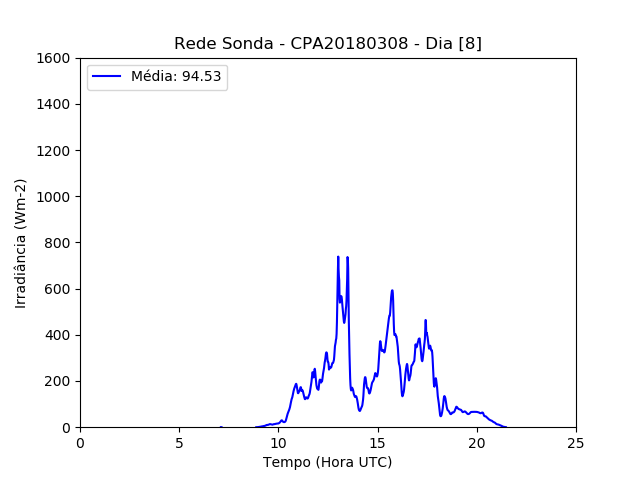 Rede Sonda - CPA20180308 - Dia [8]
Média: 94.53
Irradiância (Wm-2)
1600
1400
1200
1000
800
600
400
200
0
0 5 10 15 20 25
Tempo (Hora UTC)